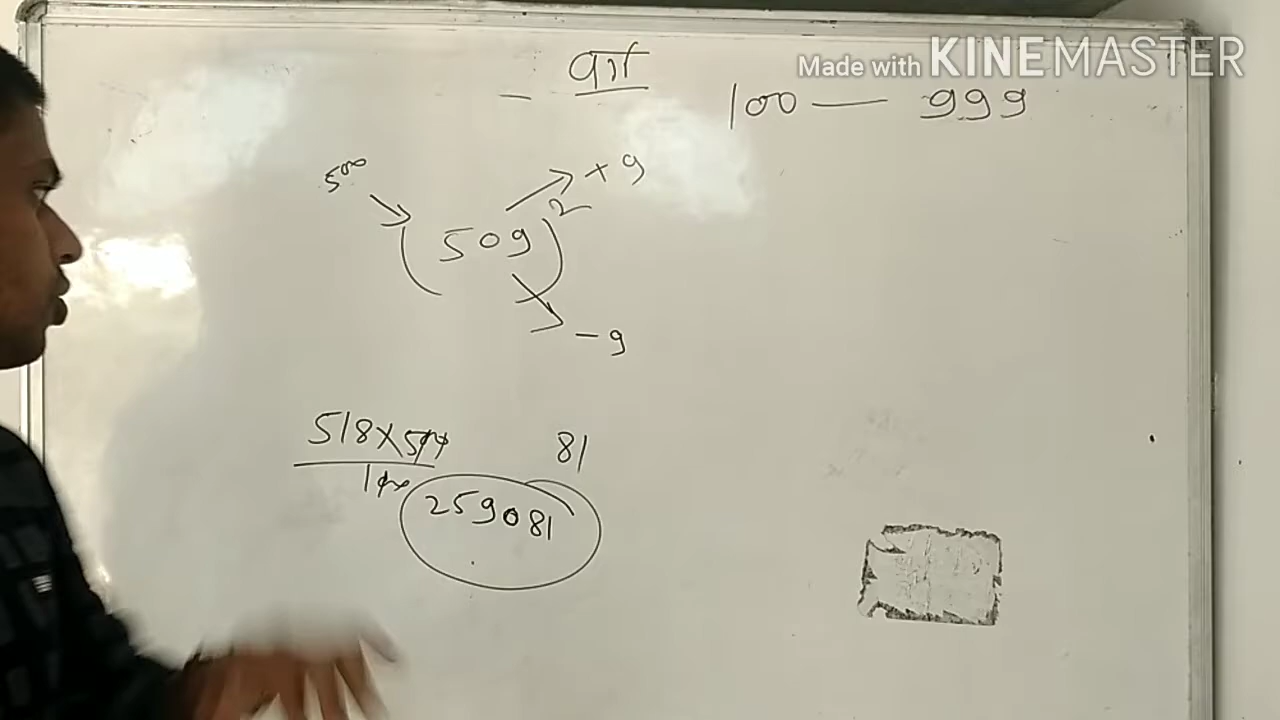 Made with KINEMASTER
- वर्ग
100 — 999
500
+9
(509)²
-9
518×500
100
81
259081